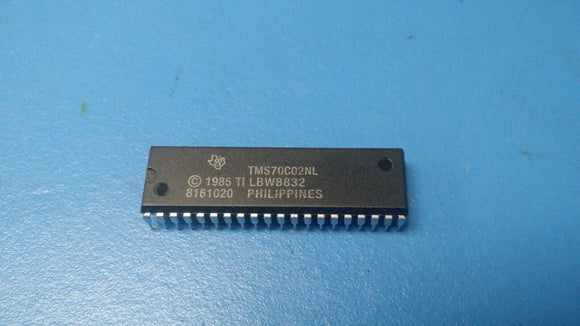 TMS70C02NL
© 1985 TI LBW8832
8161020 PHILIPPINES